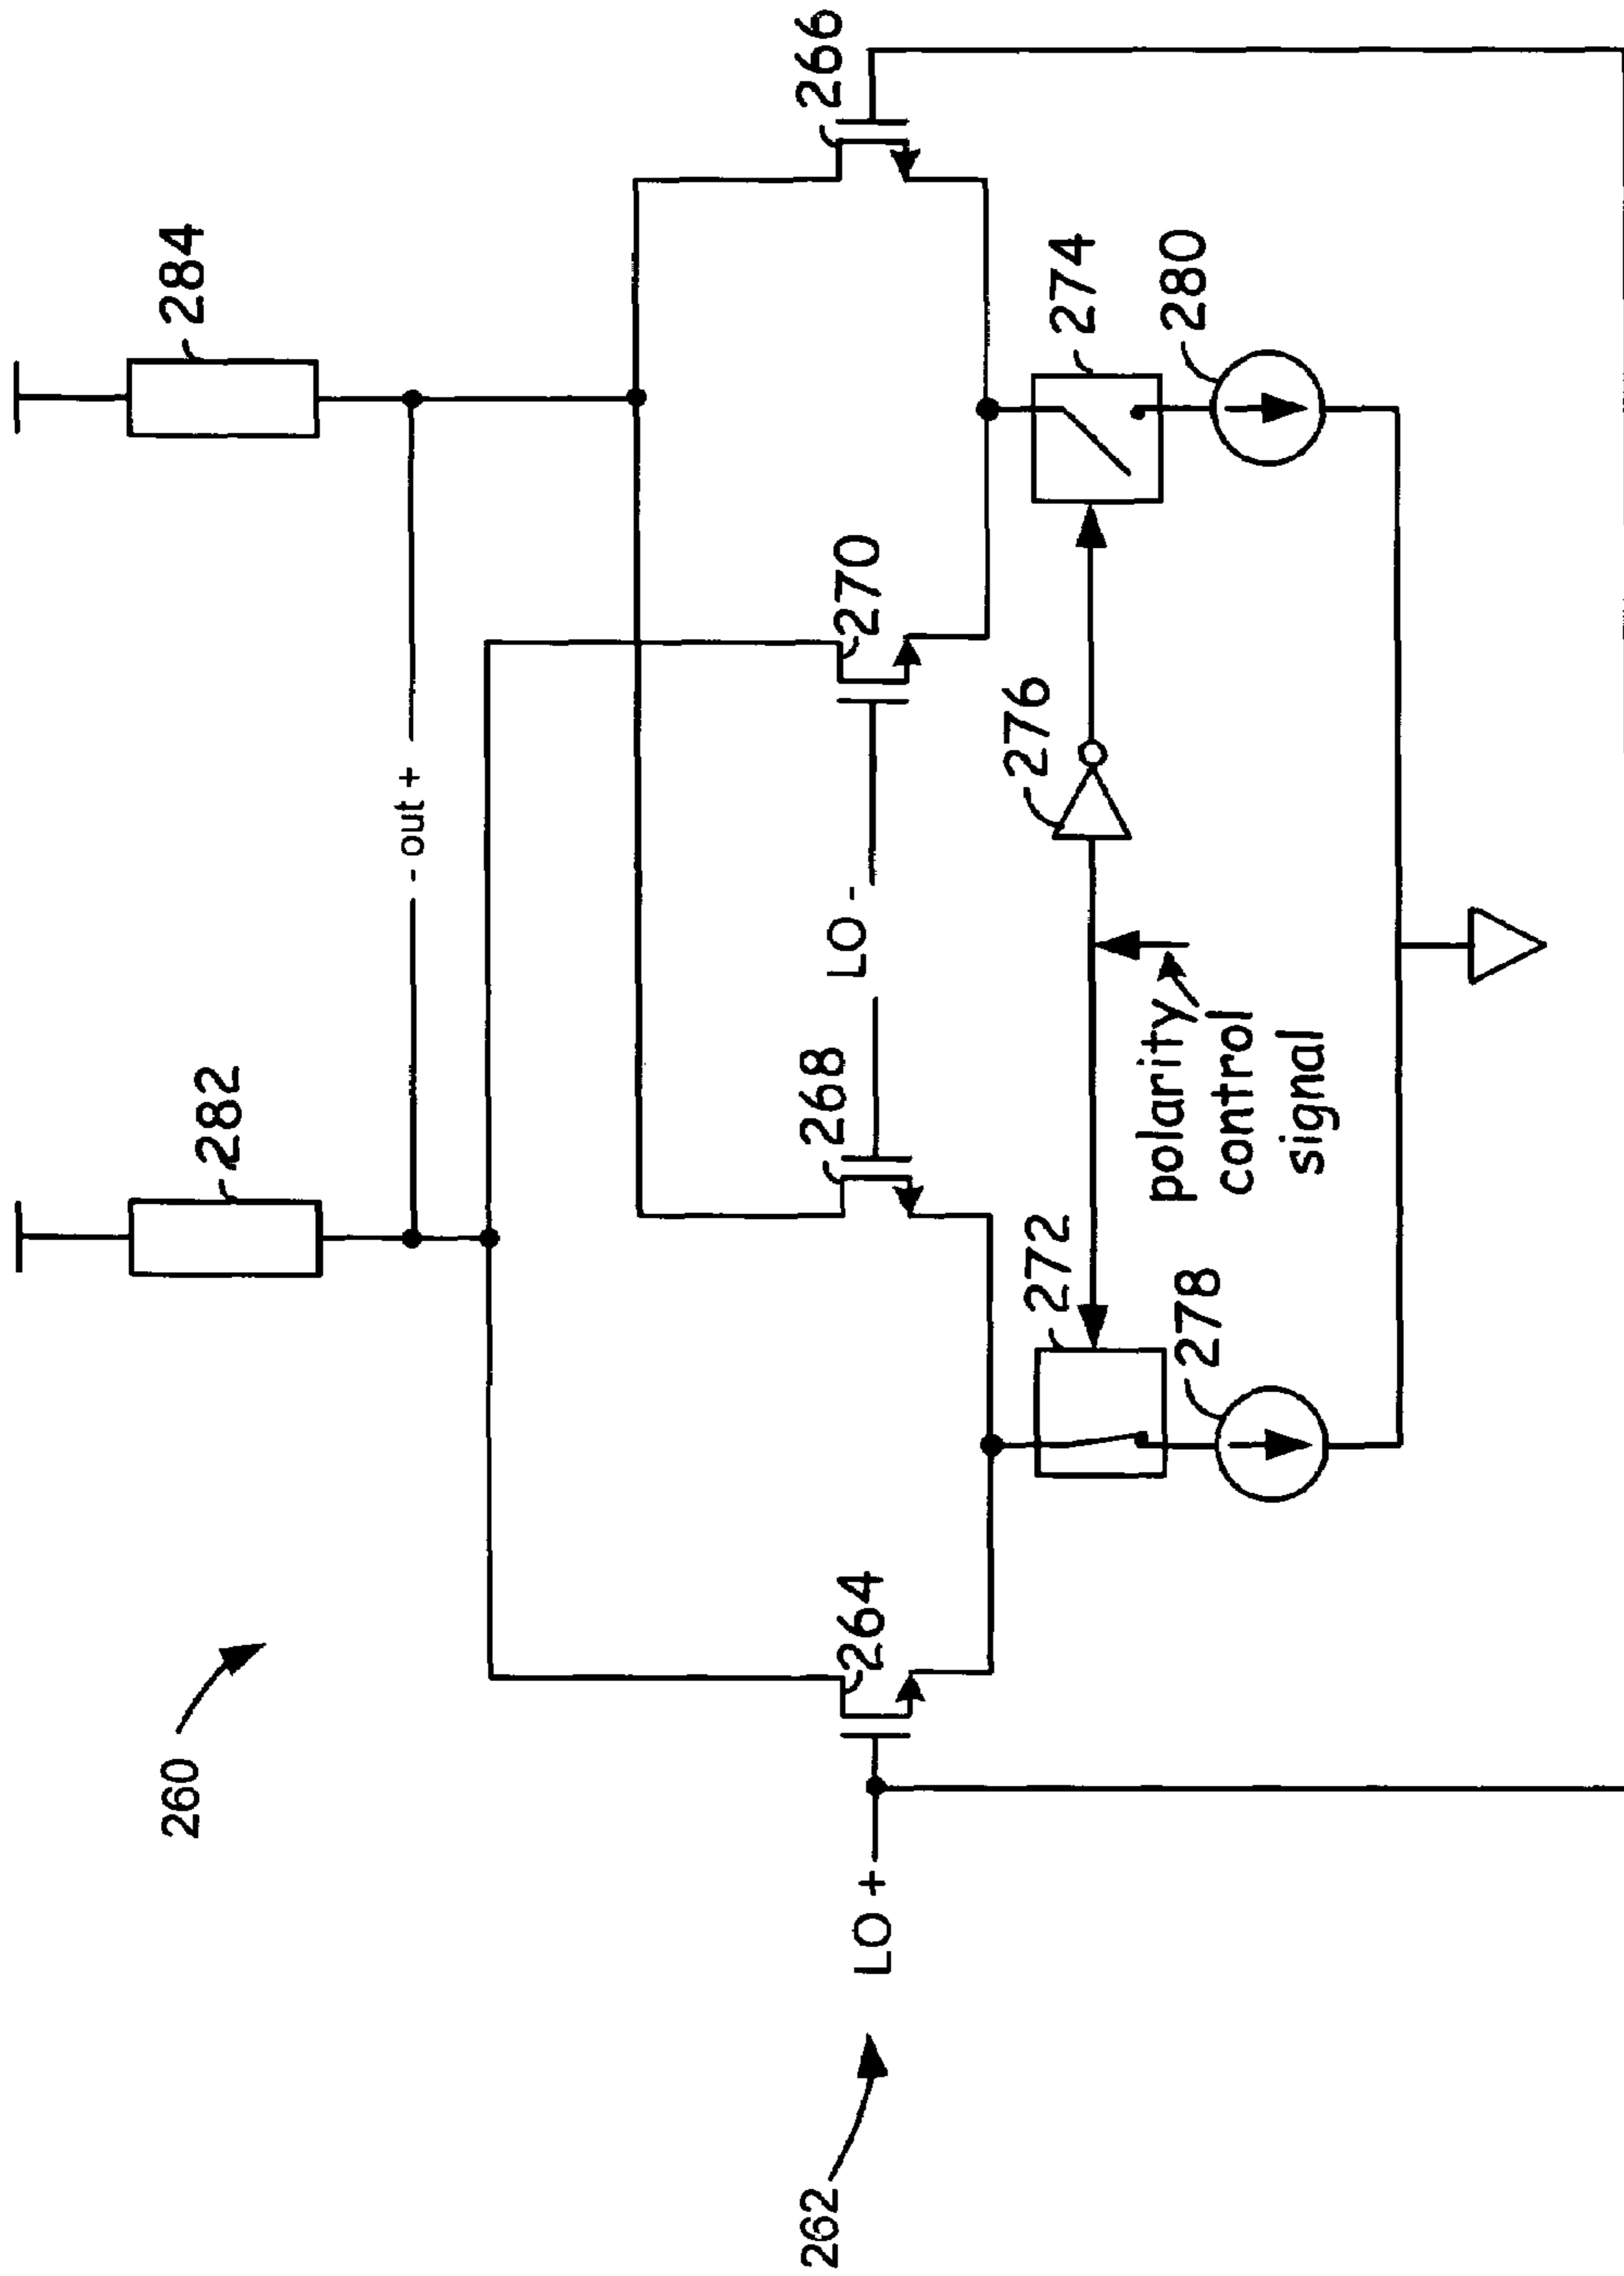 260
282
284
- out +
262
LO +
264
268
LO -
270
266
272
276
274
polarity
control
signal
278
280